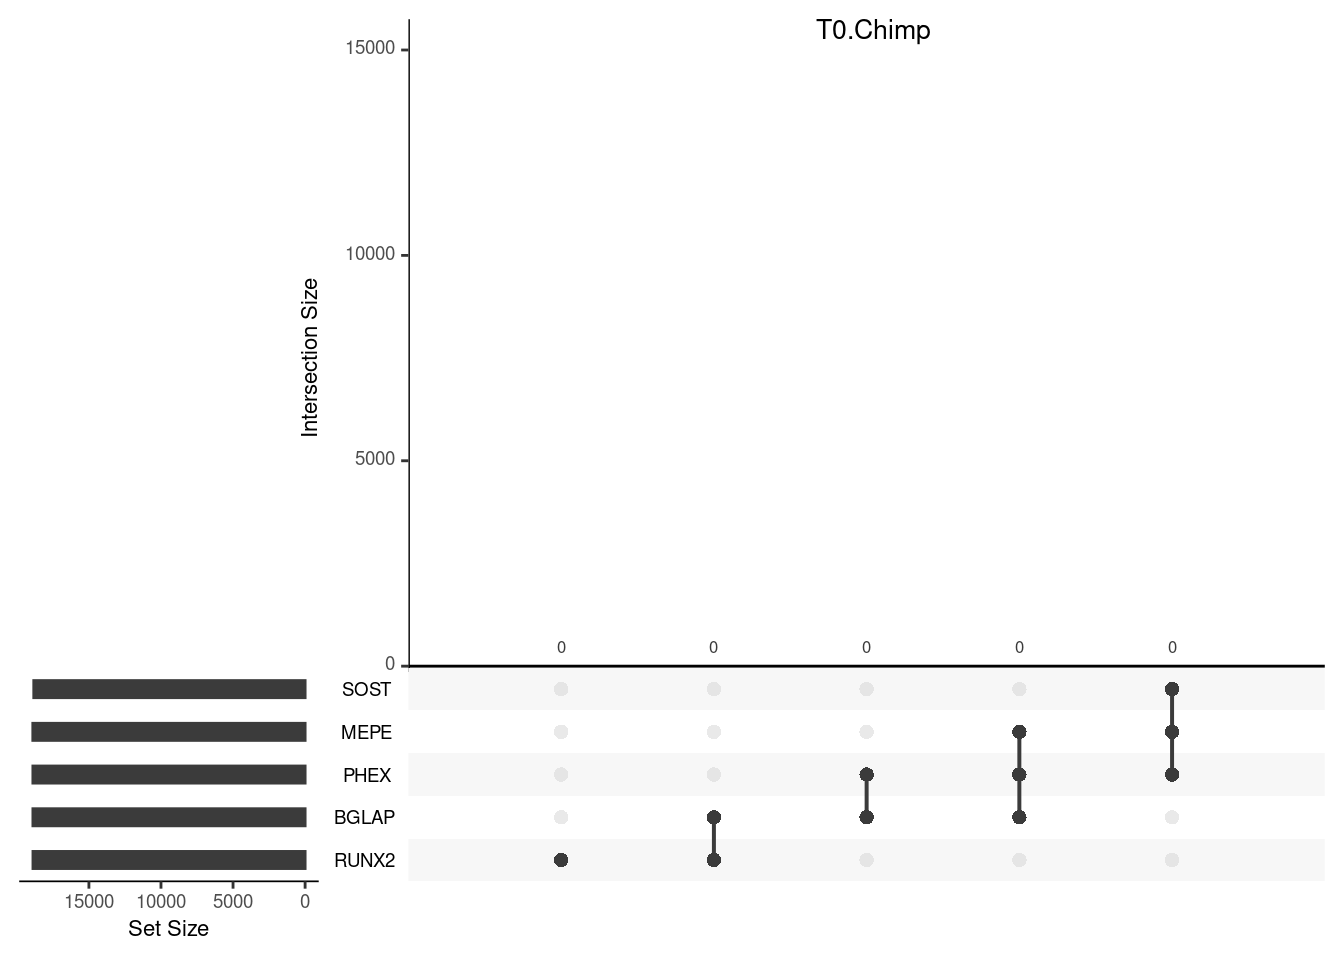 T0.Chimp
15000
10000
5000
0
Intersection Size
0 0 0 0 0
SOST
MEPE
PHEX
BGLAP
RUNX2
15000 10000 5000 0
Set Size